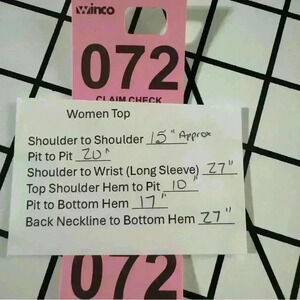 winco
072
CLAIM CHECK
Women Top
Shoulder to Shoulder 15" Approx
Pit to Pit 20"
Shoulder to Wrist (Long Sleeve) 27"
Top Shoulder Hem to Pit 10"
Pit to Bottom Hem 17"
Back Neckline to Bottom Hem 27"
072